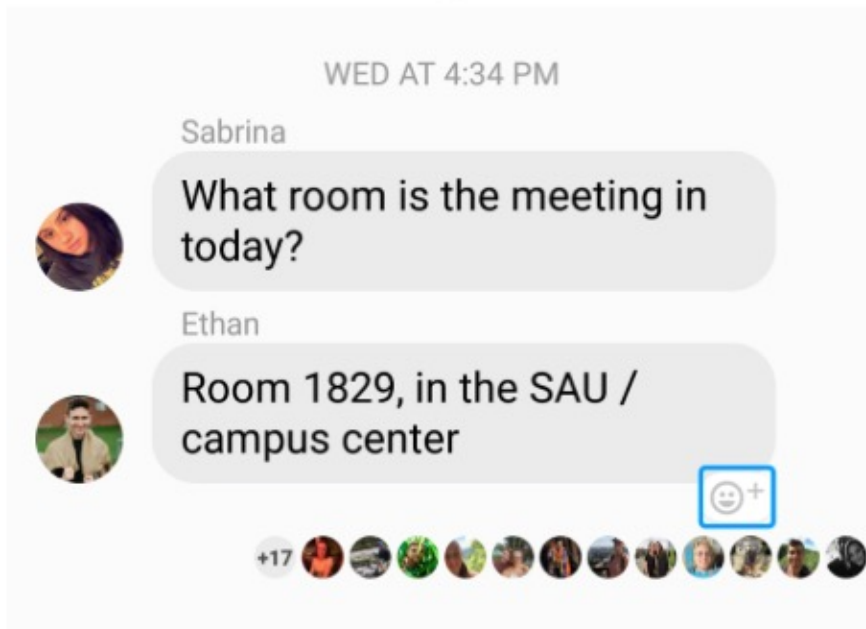 WED AT 4:34 PM
Sabrina
What room is the meeting in
today?
Ethan
Room 1829, in the SAU /
campus center
+17